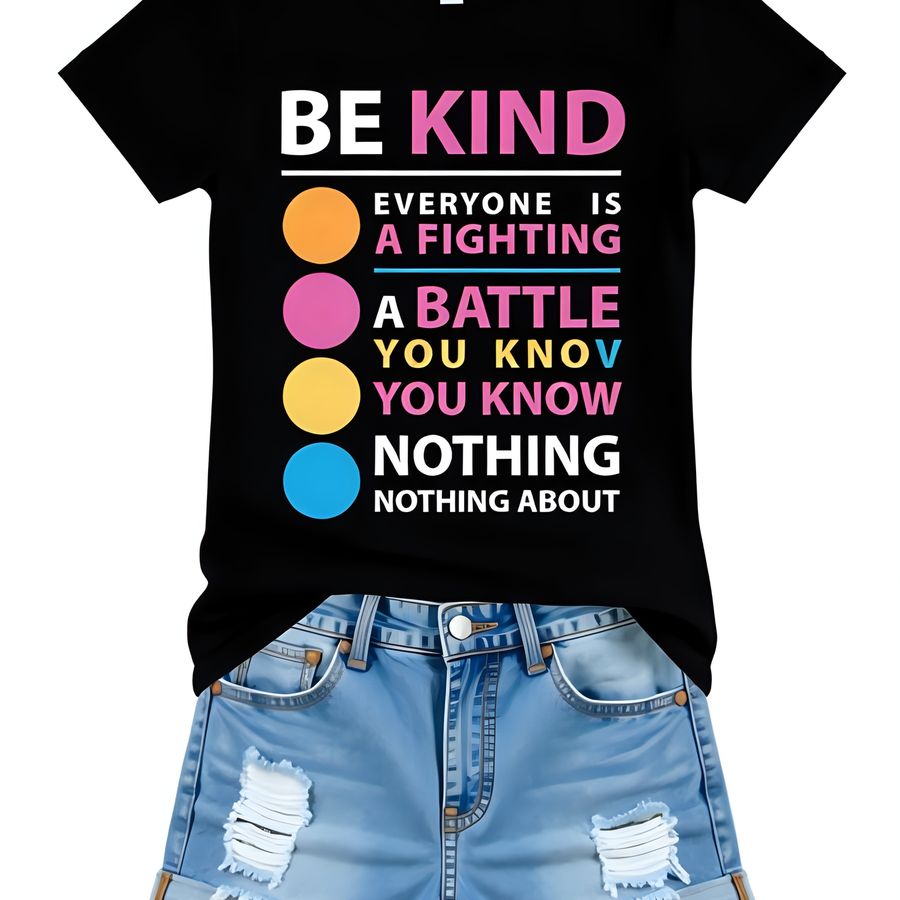 BE KIND
EVERYONE IS
A FIGHTING
A BATTLE
YOU KNOV
YOU KNOW
NOTHING
NOTHING ABOUT